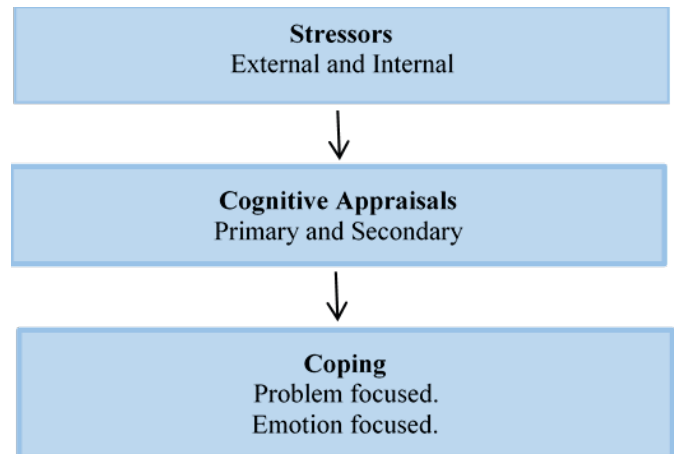 Stressors
External and Internal
Cognitive Appraisals
Primary and Secondary
Coping
Problem focused.
Emotion focused.